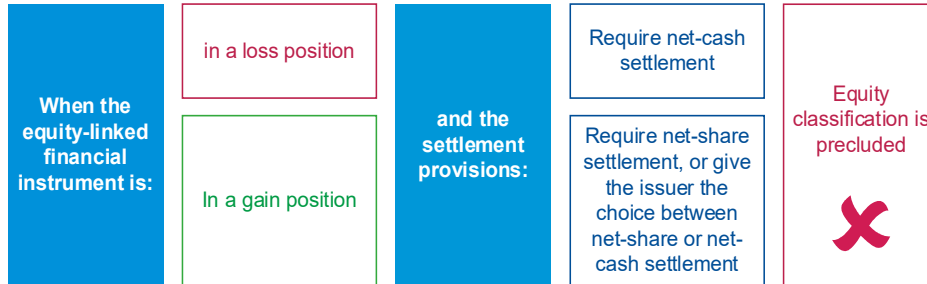 When the
equity-linked
financial
instrument is:
in a loss position
In a gain position
and the
settlement
provisions:
Require net-cash
settlement
Require net-share
settlement, or give
the issuer the
choice between
net-share or net-
cash settlement
Equity
classification is
precluded